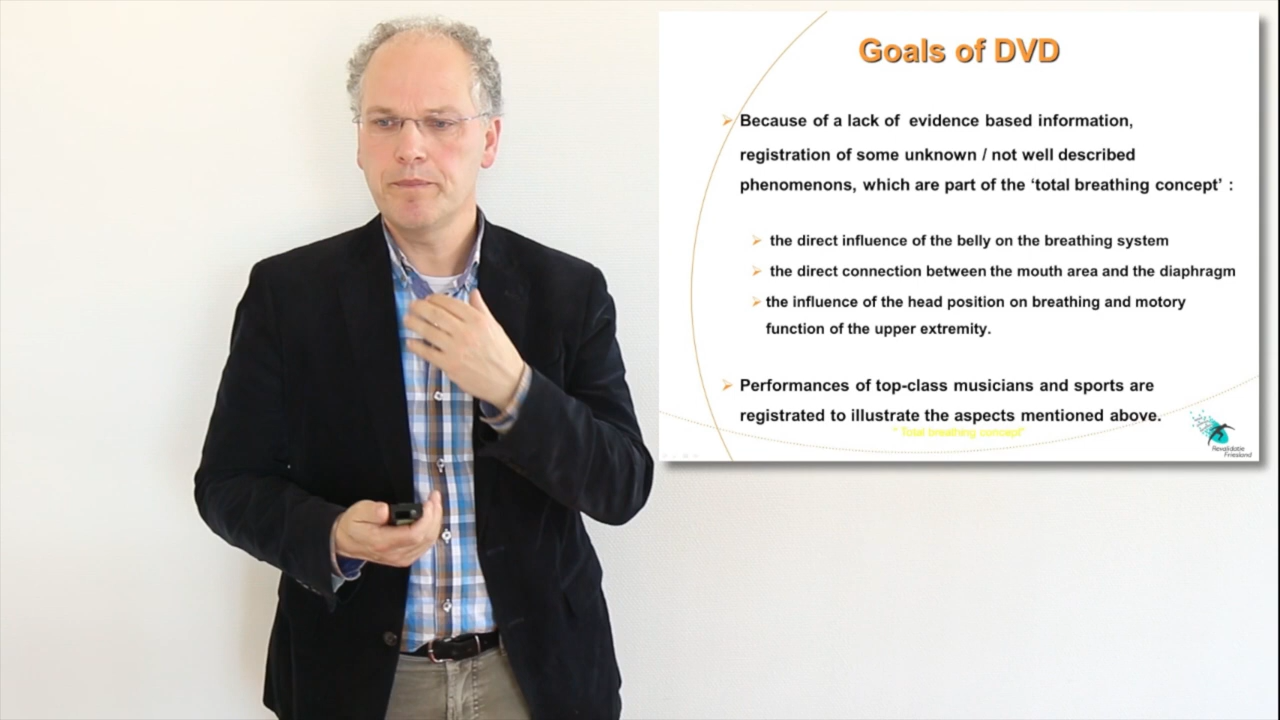 Goals of DVD
Because of a lack of evidence based information,
registration of some unknown / not well described
phenomenons, which are part of the ‘total breathing concept’ :
the direct influence of the belly on the breathing system
the direct connection between the mouth area and the diaphragm
the influence of the head position on breathing and motory
function of the upper extremity.
Performances of top-class musicians and sports are
registrated to illustrate the aspects mentioned above.
" Total breathing concept"
Revalidatie
Friesland